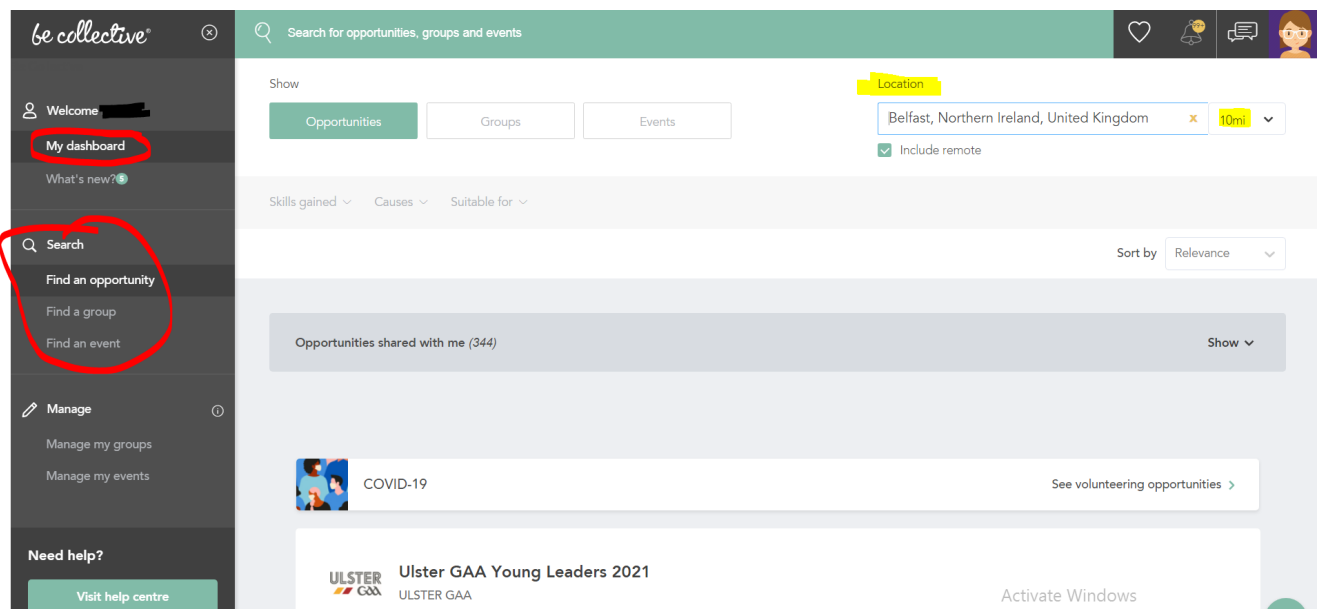 be collective®
Search for opportunities, groups and events
Welcome
My dashboard
What's new? 5
Search
Find an opportunity
Find a group
Find an event
Manage
Manage my groups
Manage my events
Need help?
Visit help centre
Show
Opportunities Groups Events
Location
Belfast, Northern Ireland, United Kingdom x 10mi
Include remote
Skills gained Causes Suitable for
Sort by Relevance
Opportunities shared with me (344) Show
COVID-19 See volunteering opportunities >
ULSTER GAA
Ulster GAA Young Leaders 2021
ULSTER GAA
Activate Windows